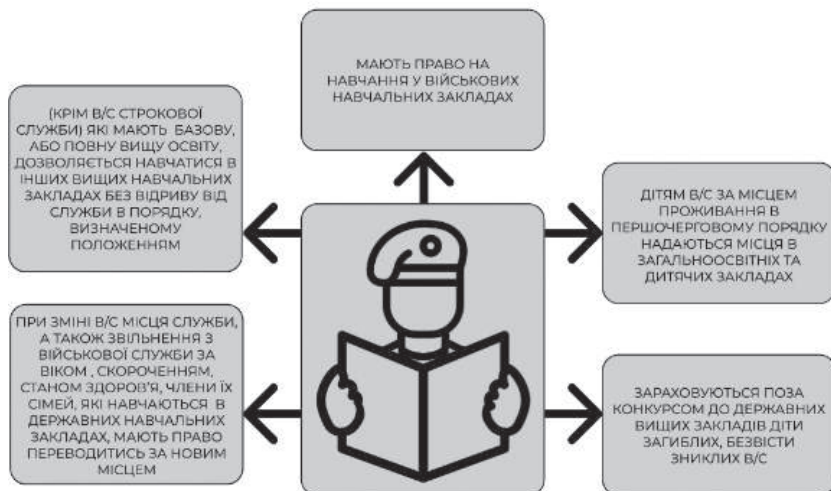 МАЮТЬ ПРАВО НА
НАВЧАННЯ У ВІЙСЬКОВИХ
НАВЧАЛЬНИХ ЗАКЛАДАХ
(КРІМ В/С СТРОКОВОЇ
СЛУЖБИ) ЯКІ МАЮТЬ БАЗОВУ,
АБО ПОВНУ ВИЩУ ОСВІТУ,
ДОЗВОЛЯЄТЬСЯ НАВЧАТИСЯ В
ІНШИХ ВИЩИХ НАВЧАЛЬНИХ
ЗАКЛАДАХ БЕЗ ВІДРИВУ ВІД
СЛУЖБИ В ПОРЯДКУ,
ВИЗНАЧЕНОМУ
ПОЛОЖЕННЯМ
ДІТЯМ В/С ЗА МІСЦЕМ
ПРОЖИВАННЯ В
ПЕРШОЧЕРГОВОМУ ПОРЯДКУ
НАДАЮТЬСЯ МІСЦЯ В
ЗАГАЛЬНООСВІТНІХ ТА
ДИТЯЧИХ ЗАКЛАДАХ
ПРИ ЗМІНІ В/С МІСЦЯ СЛУЖБИ,
А ТАКОЖ ЗВІЛЬНЕННЯ З
ВІЙСЬКОВОЇ СЛУЖБИ ЗА
ВІКОМ , СКОРОЧЕННЯМ,
СТАНОМ ЗДОРОВ'Я, ЧЛЕНИ ЇХ
СІМЕЙ, ЯКІ НАВЧАЮТЬСЯ В
ДЕРЖАВНИХ НАВЧАЛЬНИХ
ЗАКЛАДАХ, МАЮТЬ ПРАВО
ПЕРЕВОДИТИСЬ ЗА НОВИМ
МІСЦЕМ
ЗАРАХОВУЮТЬСЯ ПОЗА
КОНКУРСОМ ДО ДЕРЖАВНИХ
ВИЩИХ ЗАКЛАДІВ ДІТИ
ЗАГИБЛИХ, БЕЗВІСТИ
ЗНИКЛИХ В/С